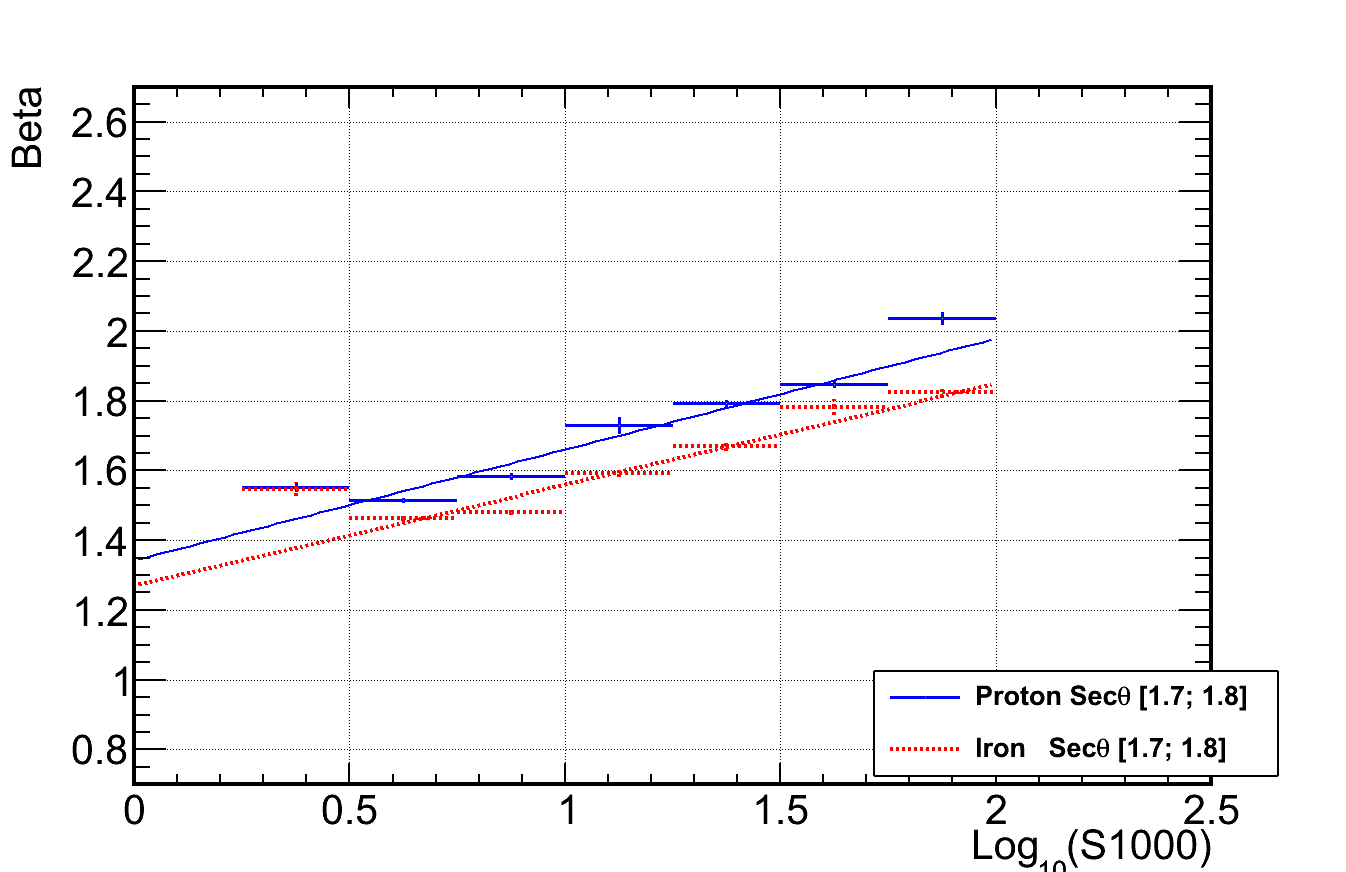 Beta
2.6
2.4
2.2
2
1.8
1.6
1.4
1.2
1
0.8
Proton Secθ [1.7; 1.8]
Iron Secθ [1.7; 1.8]
0 0.5 1 1.5 2 2.5
Log10(S1000)